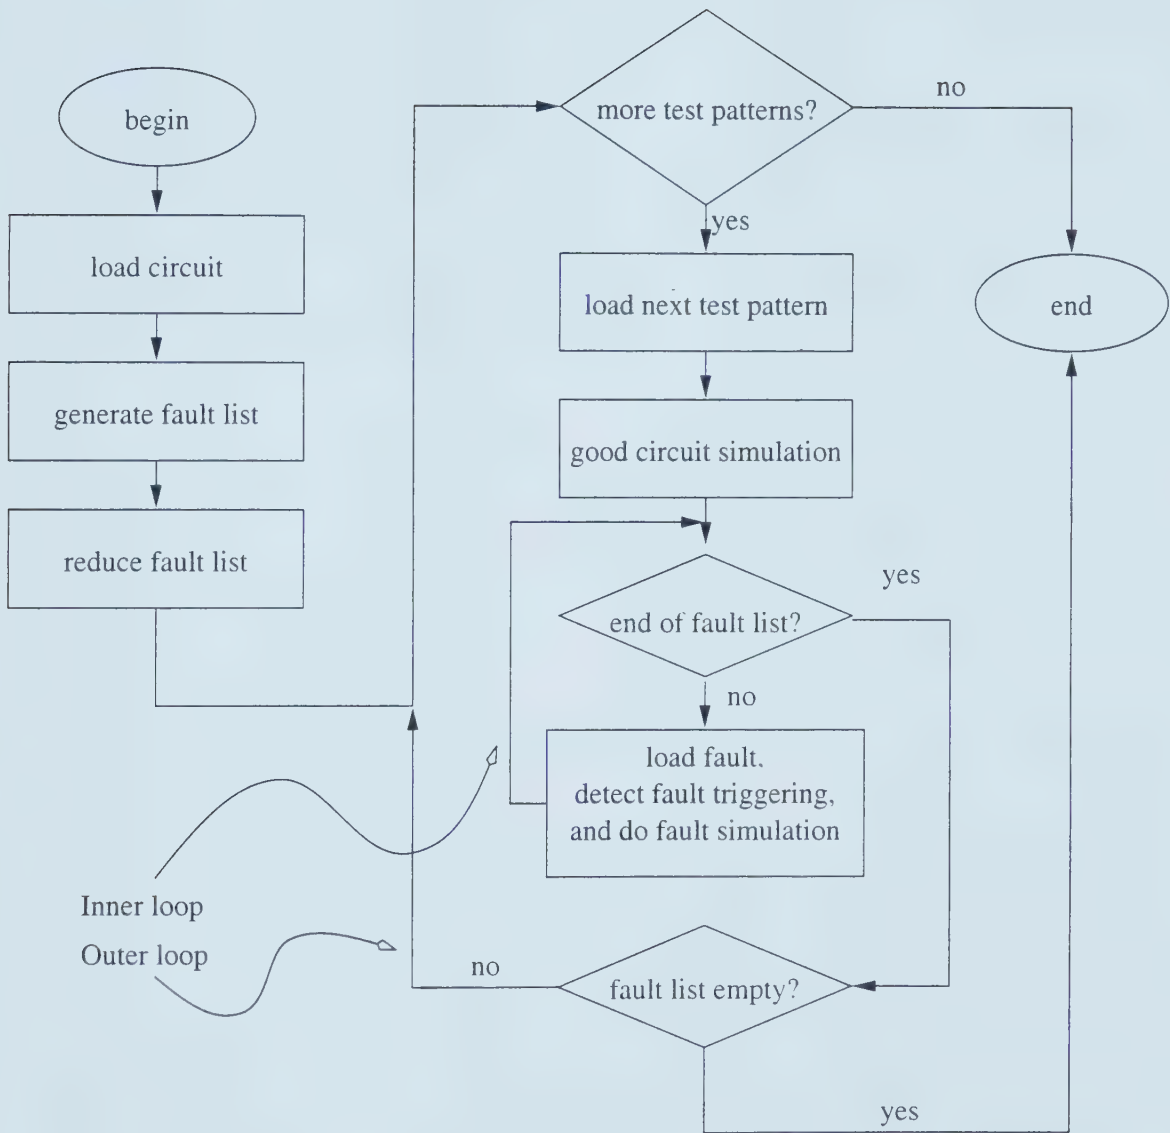 begin
load circuit
generate fault list
reduce fault list
more test patterns?
no
yes
load next test pattern
end
good circuit simulation
end of fault list?
yes
no
load fault,
detect fault triggering,
and do fault simulation
Inner loop
Outer loop
no
fault list empty?
yes